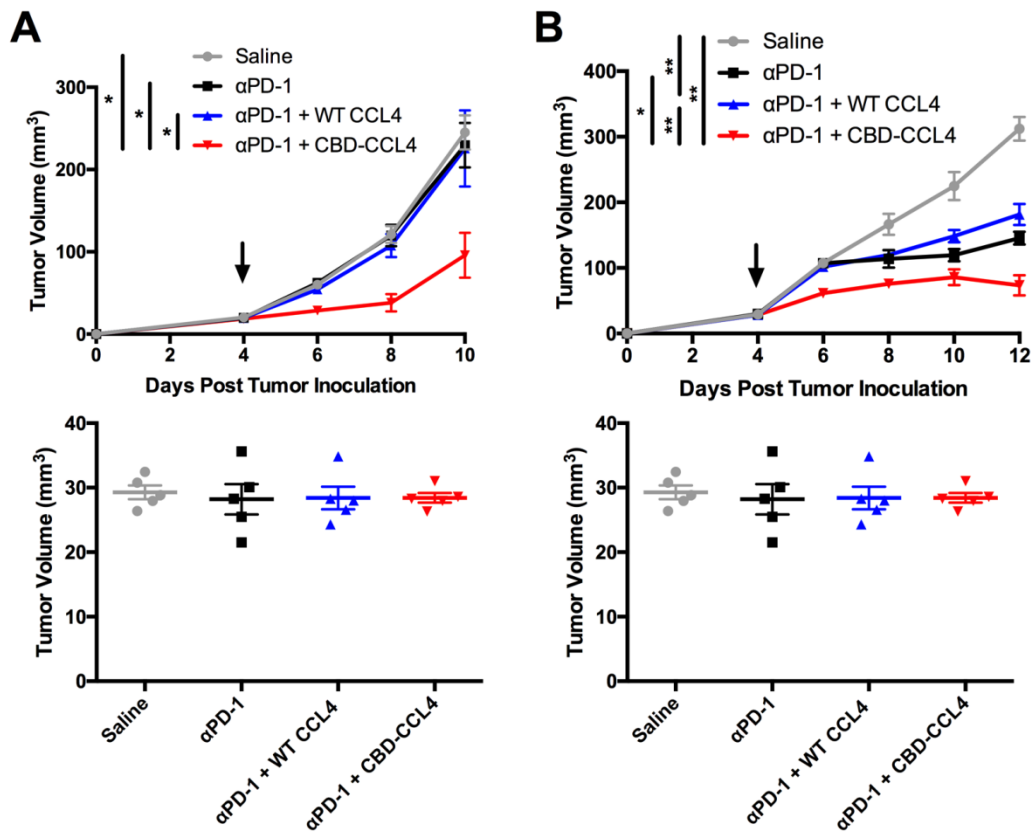 A
Saline
αPD-1
αPD-1 + WT CCL4
αPD-1 + CBD-CCL4
* * *
Tumor Volume (mm³)
300
200
100
0
0 2 4 6 8 10
Days Post Tumor Inoculation
B
Saline
αPD-1
αPD-1 + WT CCL4
αPD-1 + CBD-CCL4
* ** ** **
Tumor Volume (mm³)
400
300
200
100
0
0 2 4 6 8 10 12
Days Post Tumor Inoculation
Tumor Volume (mm³)
40
30
20
10
0
Saline
αPD-1
αPD-1 + WT CCL4
αPD-1 + CBD-CCL4
Tumor Volume (mm³)
40
30
20
10
0
Saline
αPD-1
αPD-1 + WT CCL4
αPD-1 + CBD-CCL4